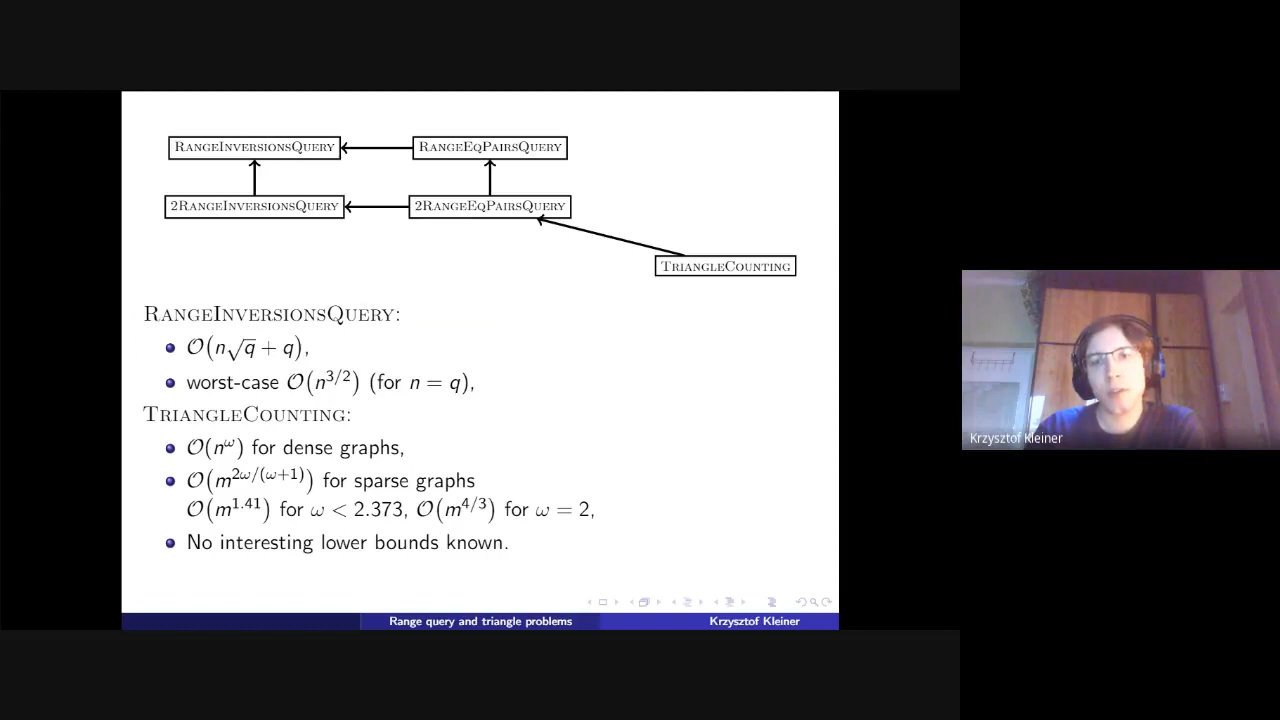 RangeInversionsQuery RangeEqPairsQuery
2RangeInversionsQuery 2RangeEqPairsQuery
TriangleCounting
RangeInversionsQuery:
O(n√q + q),
worst-case O(n^{3/2}) (for n = q),
TriangleCounting:
O(n^ω) for dense graphs,
O(m^{2ω/(ω+1)}) for sparse graphs
O(m^{1.41}) for ω < 2.373, O(m^{4/3}) for ω = 2,
No interesting lower bounds known.
Range query and triangle problems Krzysztof Kleiner
Krzysztof Kleiner